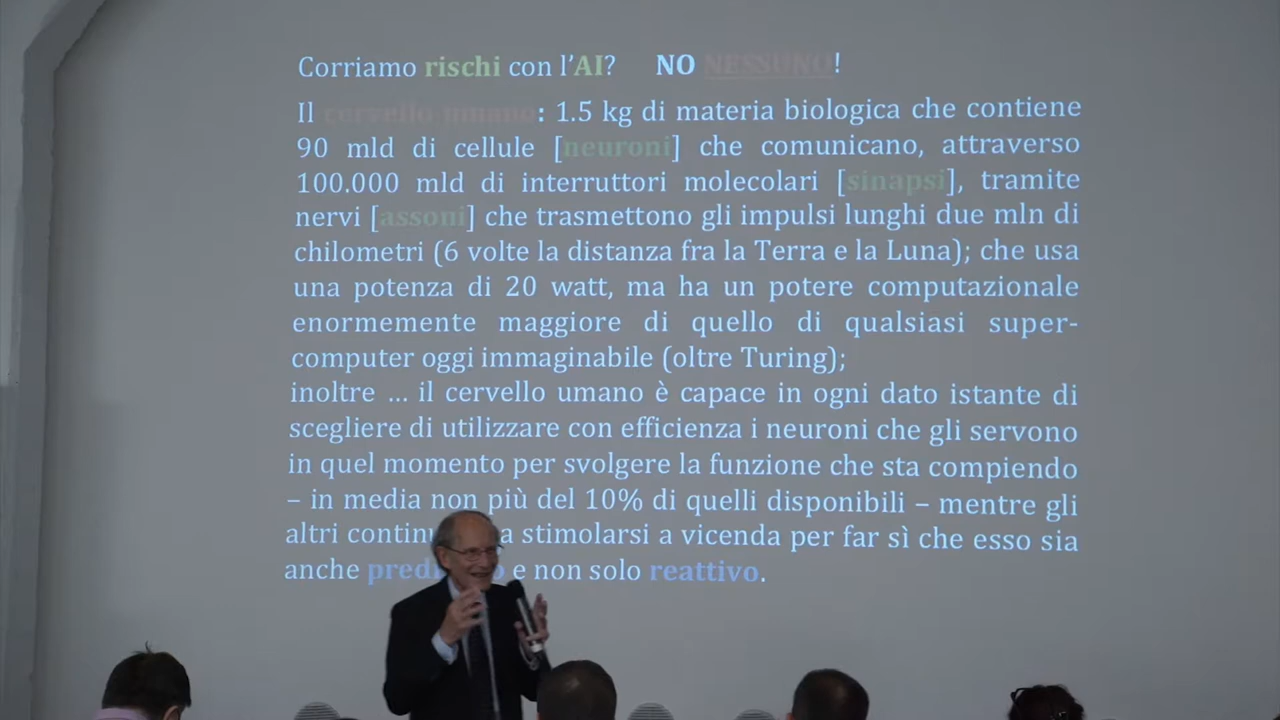 Corriamo rischi con l'AI? NO NESSUNO!
Il cervello umano: 1.5 kg di materia biologica che contiene
90 mld di cellule [neuroni] che comunicano, attraverso
100.000 mld di interruttori molecolari [sinapsi], tramite
nervi [assoni] che trasmettono gli impulsi lunghi due mln di
chilometri (6 volte la distanza fra la Terra e la Luna); che usa
una potenza di 20 watt, ma ha un potere computazionale
enormemente maggiore di quello di qualsiasi super-
computer oggi immaginabile (oltre Turing);
inoltre ... il cervello umano è capace in ogni dato istante di
scegliere di utilizzare con efficienza i neuroni che gli servono
in quel momento per svolgere la funzione che sta compiendo
– in media non più del 10% di quelli disponibili – mentre gli
altri a stimolarsi a vicenda per far sì che esso sia
anche e non solo reattivo.